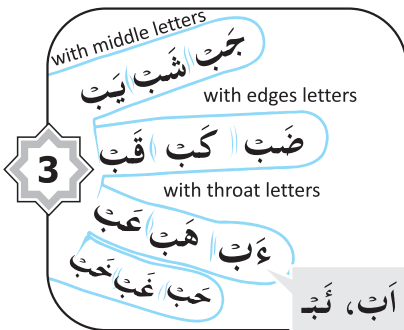 with middle letters
جَبْ شَبْ يَبْ
with edges letters
ضَبْ كَبْ قَبْ
3
with throat letters
ءَبْ هَبْ عَبْ
حَبْ غَبْ خَبْ
اَبْ، ئَبْـ